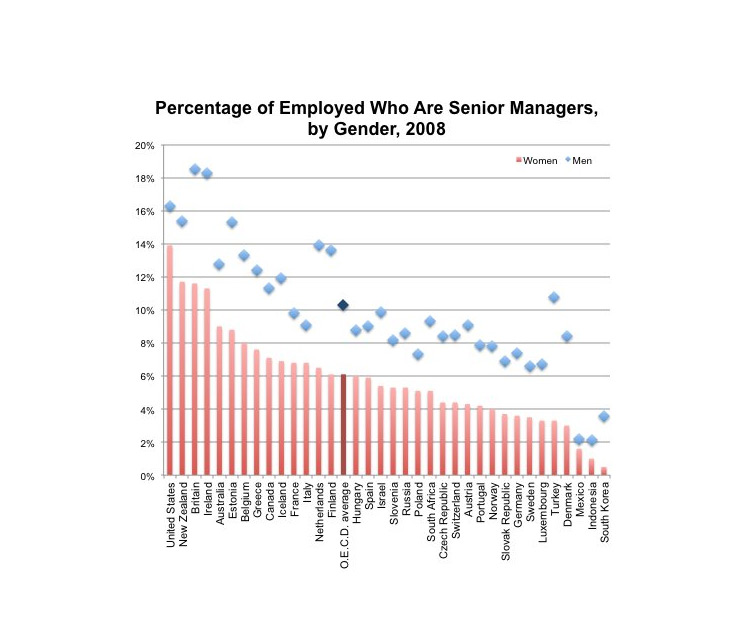 Percentage of Employed Who Are Senior Managers,
by Gender, 2008
20%
Women Men
18%
16%
14%
12%
10%
8%
6%
4%
2%
0%
United States
New Zealand
Britain
Ireland
Australia
Estonia
Belgium
Greece
Canada
Iceland
France
Italy
Netherlands
Finland
O.E.C.D. average
Hungary
Spain
Israel
Slovenia
Russia
Poland
South Africa
Czech Republic
Switzerland
Austria
Portugal
Norway
Slovak Republic
Germany
Sweden
Luxembourg
Turkey
Denmark
Mexico
Indonesia
South Korea